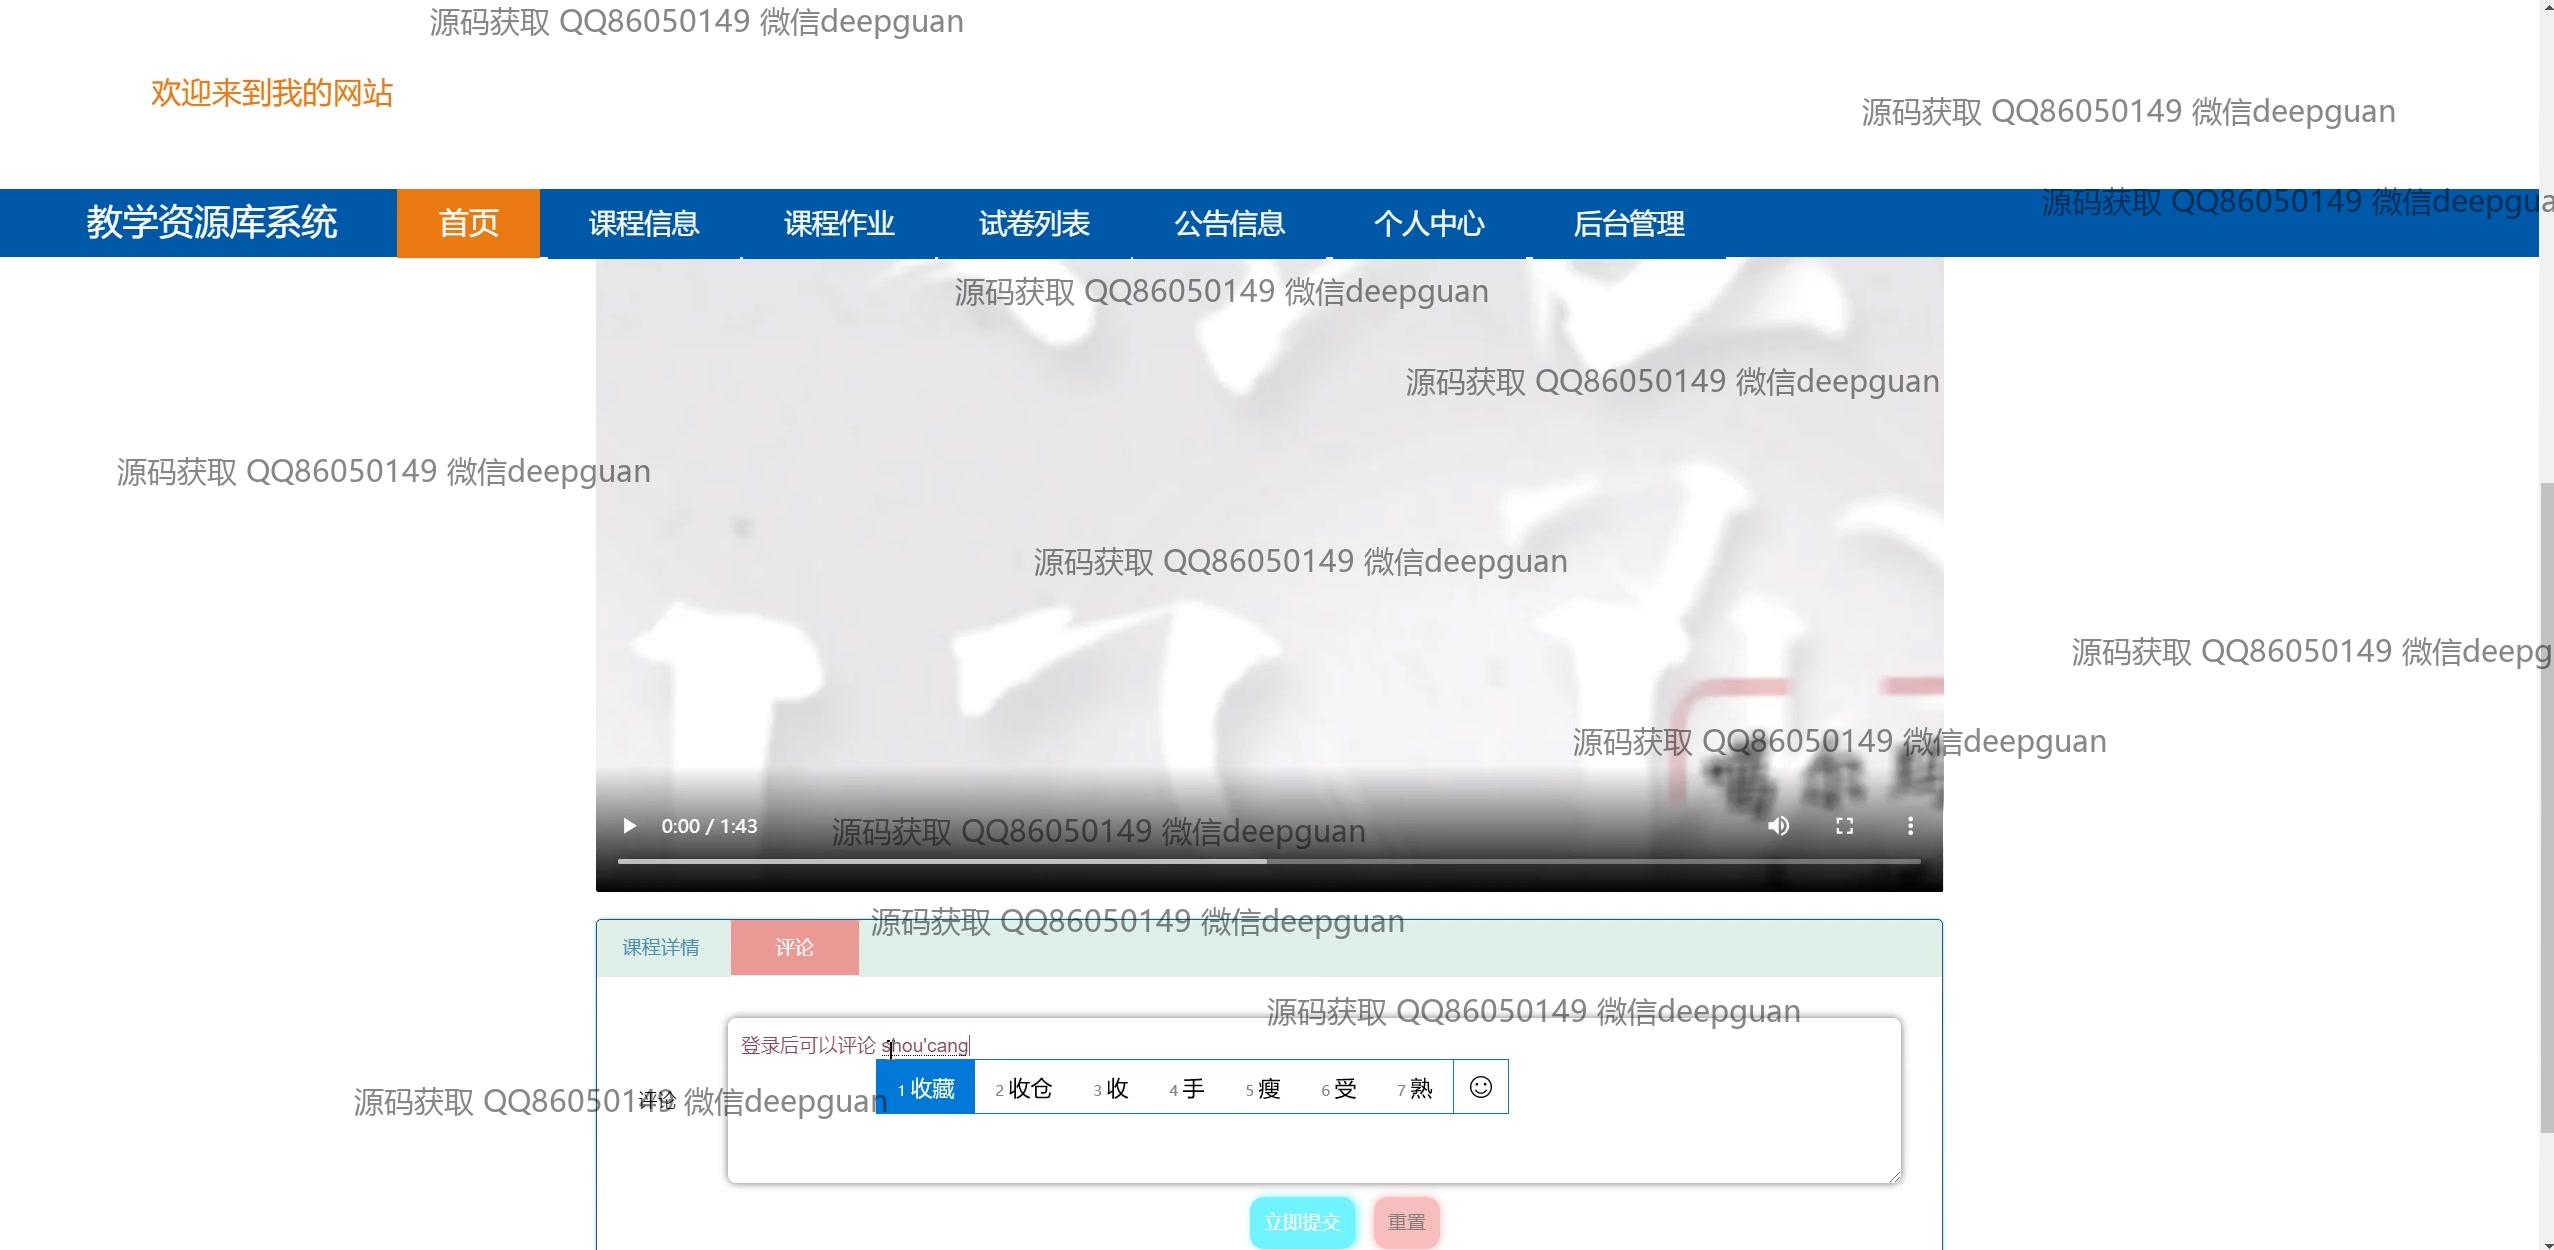 源码获取 QQ86050149 微信deepguan
欢迎来到我的网站
源码获取 QQ86050149 微信deepguan
教学资源库系统 首页 课程信息 课程作业 试卷列表 公告信息 个人中心 后台管理
源码获取 QQ86050149 微信deepgua
源码获取 QQ86050149 微信deepguan
源码获取 QQ86050149 微信deepguan
源码获取 QQ86050149 微信deepguan
源码获取 QQ86050149 微信deepguan
源码获取 QQ86050149 微信deepg
源码获取 QQ86050149 微信deepguan
0:00 / 1:43
源码获取 QQ86050149 微信deepguan
源码获取 QQ86050149 微信deepguan
课程详情 评论
源码获取 QQ86050149 微信deepguan
登录后可以评论 shou'cang
1 收藏 2 收仓 3 收 4 手 5 瘦 6 受 7 熟
评论
源码获取 QQ86050149 微信deepguan
立即提交 重置